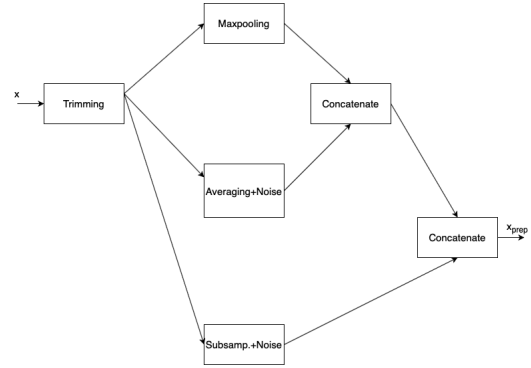 Maxpooling
x
Trimming
Concatenate
Averaging+Noise
Concatenate
xprep
Subsamp.+Noise